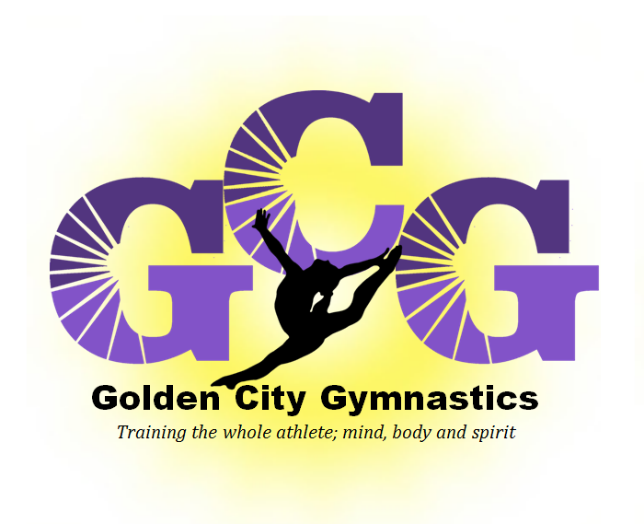 GCG
Golden City Gymnastics
Training the whole athlete; mind, body and spirit